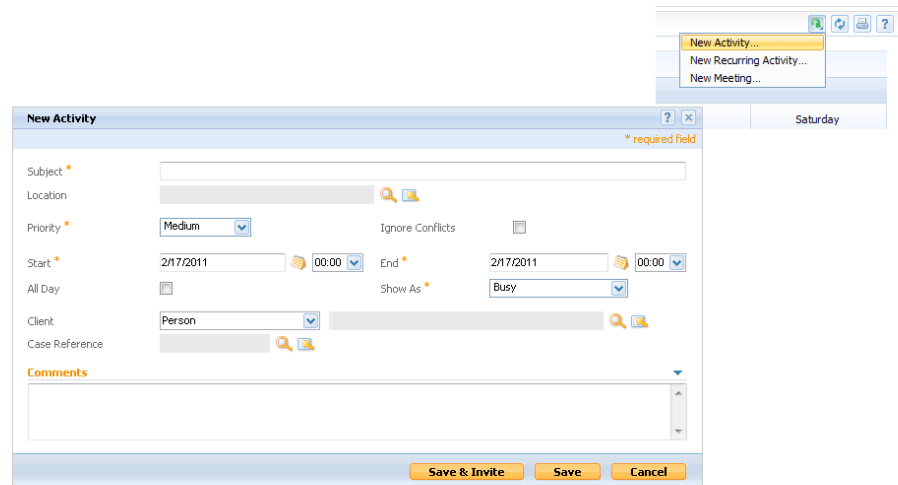 ?
New Activity...
New Recurring Activity...
New Meeting...
Saturday
New Activity ?
* required field
Subject *
Location
Priority * Medium Ignore Conflicts
Start * 2/17/2011 00:00 End * 2/17/2011 00:00
All Day Show As * Busy
Client Person
Case Reference
Comments
Save & Invite Save Cancel